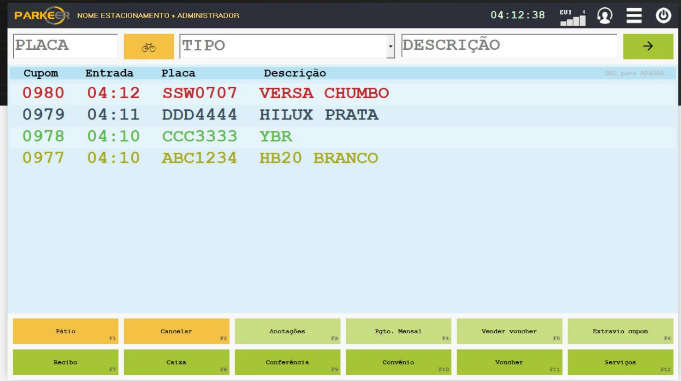 PARKEER NOME ESTACIONAMENTO • ADMINISTRADOR 04:12:38
PLACA TIPO DESCRIÇÃO
Cupom Entrada Placa Descrição
0980 04:12 SSW0707 VERSA CHUMBO
0979 04:11 DDD4444 HILUX PRATA
0978 04:10 CCC3333 YBR
0977 04:10 ABC1234 HB20 BRANCO
Pátio F1 Cancelar F2 Anotações F3 Pgto. Mensal F4 Vender voucher F5 Extravio cupom F6
Recibo F7 Caixa F8 Conferência F9 Convênio F10 Voucher F11 Serviços F12